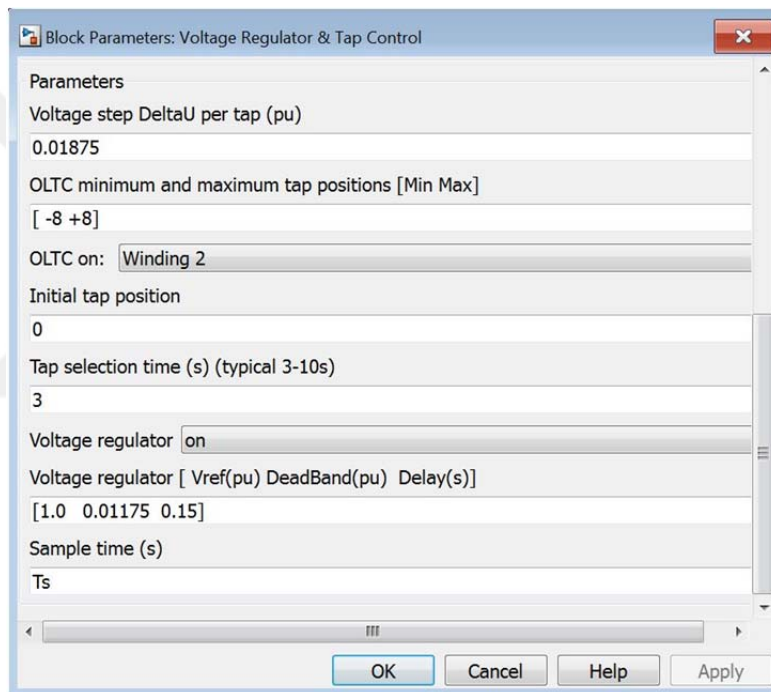 Block Parameters: Voltage Regulator & Tap Control
Parameters
Voltage step DeltaU per tap (pu)
0.01875
OLTC minimum and maximum tap positions [Min Max]
[ -8 +8]
OLTC on: Winding 2
Initial tap position
0
Tap selection time (s) (typical 3-10s)
3
Voltage regulator on
Voltage regulator [ Vref(pu) DeadBand(pu) Delay(s)]
[1.0 0.01175 0.15]
Sample time (s)
Ts
OK Cancel Help Apply